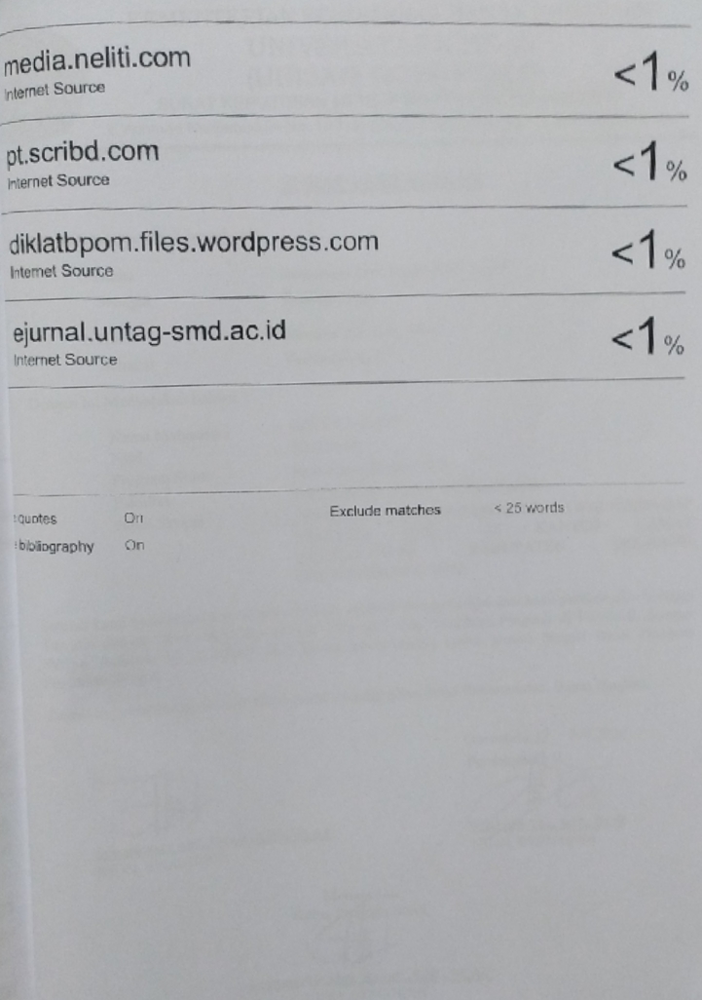 media.neliti.com
Internet Source
<1%
pt.scribd.com
Internet Source
<1%
diklatbpom.files.wordpress.com
Internet Source
<1%
ejurnal.untag-smd.ac.id
Internet Source
<1%
quotes On Exclude matches < 25 words
bibliography On